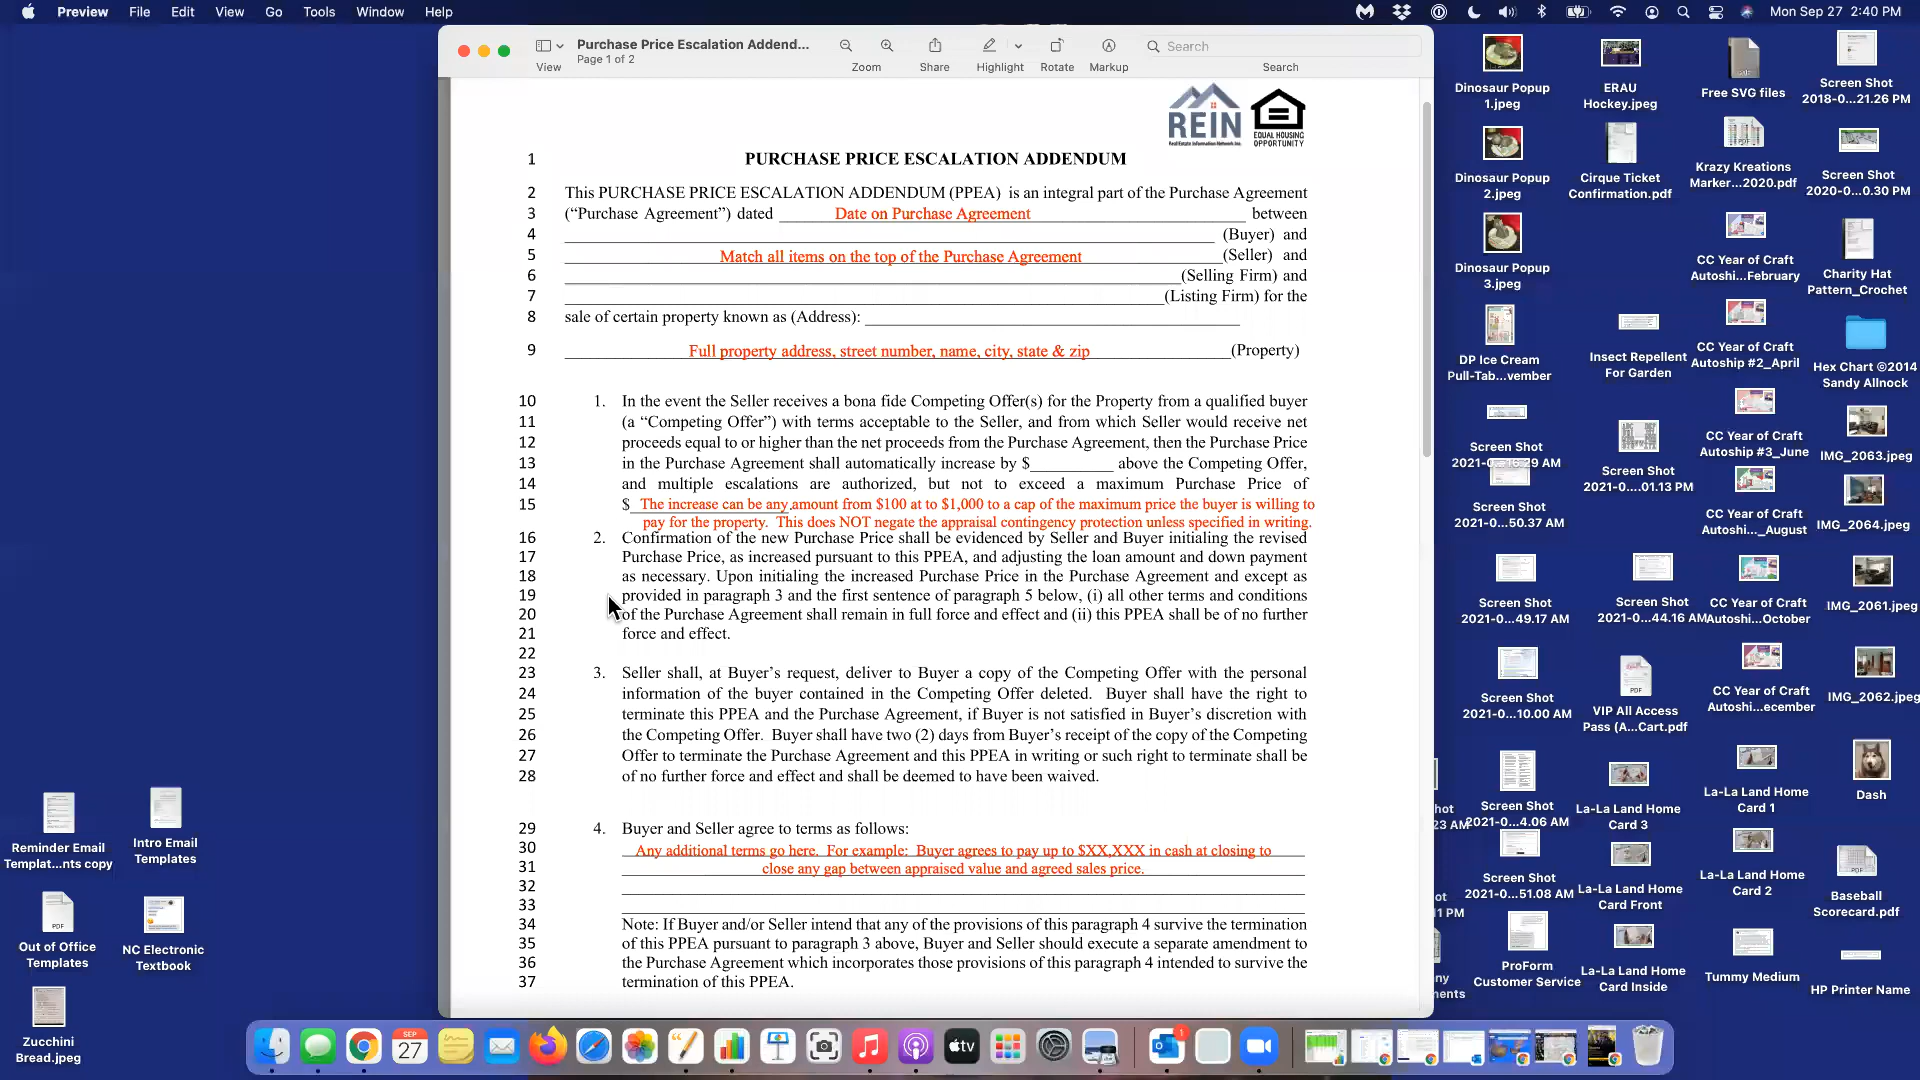 Preview File Edit View Go Tools Window Help
Mon Sep 27 2:40 PM
Purchase Price Escalation Addend...
Page 1 of 2
View Zoom Share Highlight Rotate Markup Search
Search
REIN
Real Estate Information Network Inc.
EQUAL HOUSING
OPPORTUNITY
1 PURCHASE PRICE ESCALATION ADDENDUM
2 This PURCHASE PRICE ESCALATION ADDENDUM (PPEA) is an integral part of the Purchase Agreement
3 (“Purchase Agreement”) dated Date on Purchase Agreement between
4 (Buyer) and
5 Match all items on the top of the Purchase Agreement (Seller) and
6 (Selling Firm) and
7 (Listing Firm) for the
8 sale of certain property known as (Address):
9 Full property address, street number, name, city, state & zip (Property)
10 1. In the event the Seller receives a bona fide Competing Offer(s) for the Property from a qualified buyer
11 (a “Competing Offer”) with terms acceptable to the Seller, and from which Seller would receive net
12 proceeds equal to or higher than the net proceeds from the Purchase Agreement, then the Purchase Price
13 in the Purchase Agreement shall automatically increase by $__________ above the Competing Offer,
14 and multiple escalations are authorized, but not to exceed a maximum Purchase Price of
15 $ The increase can be any amount from $100 at to $1,000 to a cap of the maximum price the buyer is willing to
pay for the property. This does NOT negate the appraisal contingency protection unless specified in writing.
16 2. Confirmation of the new Purchase Price shall be evidenced by Seller and Buyer initialing the revised
17 Purchase Price, as increased pursuant to this PPEA, and adjusting the loan amount and down payment
18 as necessary. Upon initialing the increased Purchase Price in the Purchase Agreement and except as
19 provided in paragraph 3 and the first sentence of paragraph 5 below, (i) all other terms and conditions
20 of the Purchase Agreement shall remain in full force and effect and (ii) this PPEA shall be of no further
21 force and effect.
22
23 3. Seller shall, at Buyer’s request, deliver to Buyer a copy of the Competing Offer with the personal
24 information of the buyer contained in the Competing Offer deleted. Buyer shall have the right to
25 terminate this PPEA and the Purchase Agreement, if Buyer is not satisfied in Buyer’s discretion with
26 the Competing Offer. Buyer shall have two (2) days from Buyer’s receipt of the copy of the Competing
27 Offer to terminate the Purchase Agreement and this PPEA in writing or such right to terminate shall be
28 of no further force and effect and shall be deemed to have been waived.
29 4. Buyer and Seller agree to terms as follows:
30 Any additional terms go here. For example: Buyer agrees to pay up to $XX,XXX in cash at closing to
31 close any gap between appraised value and agreed sales price.
32
33
34 Note: If Buyer and/or Seller intend that any of the provisions of this paragraph 4 survive the termination
35 of this PPEA pursuant to paragraph 3 above, Buyer and Seller should execute a separate amendment to
36 the Purchase Agreement which incorporates those provisions of this paragraph 4 intended to survive the
37 termination of this PPEA.
Reminder Email
Templat...nts copy
Intro Email
Templates
Out of Office
Templates
NC Electronic
Textbook
Zucchini
Bread.jpeg
Dinosaur Popup
1.jpeg
ERAU
Hockey.jpeg
Free SVG files
Screen Shot
2018-0...21.26 PM
Dinosaur Popup
2.jpeg
Cirque Ticket
Confirmation.pdf
Krazy Kreations
Marker...2020.pdf
Screen Shot
2020-0...0.30 PM
Dinosaur Popup
3.jpeg
CC Year of Craft
Autoshi...February
Charity Hat
Pattern_Crochet
DP Ice Cream
Pull-Tab...vember
Insect Repellent
For Garden
CC Year of Craft
Autoship #2_April
Hex Chart ©2014
Sandy Allnock
Screen Shot
2021-0...16.29 AM
Screen Shot
2021-0....01.13 PM
CC Year of Craft
Autoship #3_June
IMG_2063.jpeg
Screen Shot
2021-0...50.37 AM
CC Year of Craft
Autoshi..._August
IMG_2064.jpeg
Screen Shot
2021-0...49.17 AM
Screen Shot
2021-0...44.16 AM
CC Year of Craft
Autoshi...October
IMG_2061.jpeg
Screen Shot
2021-0...10.00 AM
PDF
VIP All Access
Pass (A...Cart.pdf
CC Year of Craft
Autoshi...ecember
IMG_2062.jpeg
Screen Shot
2021-0...4.06 AM
La-La Land Home
Card 3
La-La Land Home
Card 1
Dash
hot
23 AM
Screen Shot
2021-0...51.08 AM
La-La Land Home
Card Front
La-La Land Home
Card 2
Baseball
Scorecard.pdf
ot
11 PM
ProForm
Customer Service
La-La Land Home
Card Inside
Tummy Medium
HP Printer Name
ny
ments
SEP
27
tv
1